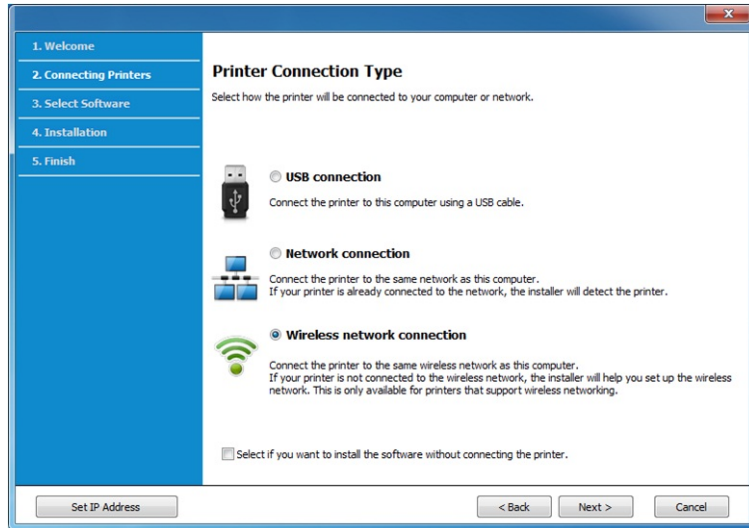 1. Welcome
2. Connecting Printers
3. Select Software
4. Installation
5. Finish
Printer Connection Type
Select how the printer will be connected to your computer or network.
USB connection
Connect the printer to this computer using a USB cable.
Network connection
Connect the printer to the same network as this computer.
If your printer is already connected to the network, the installer will detect the printer.
Wireless network connection
Connect the printer to the same wireless network as this computer.
If your printer is not connected to the wireless network, the installer will help you set up the wireless
network. This is only available for printers that support wireless networking.
Select if you want to install the software without connecting the printer.
Set IP Address
< Back
Next >
Cancel